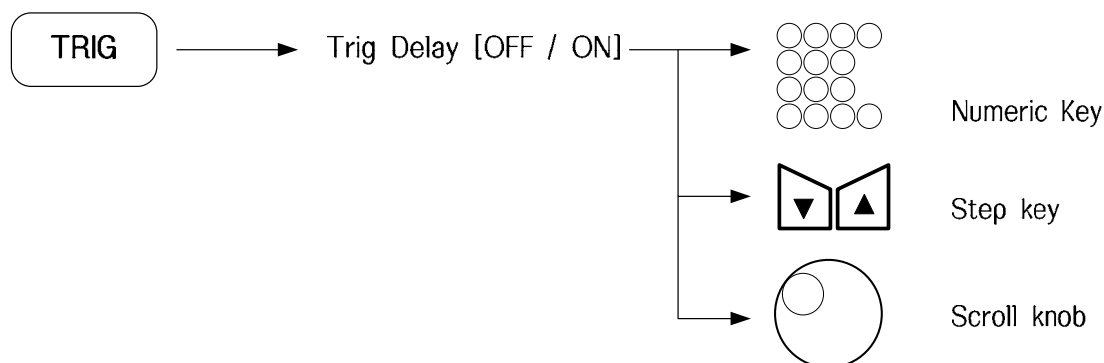 TRIG
Trig Delay [OFF / ON]
Numeric Key
Step key
Scroll knob